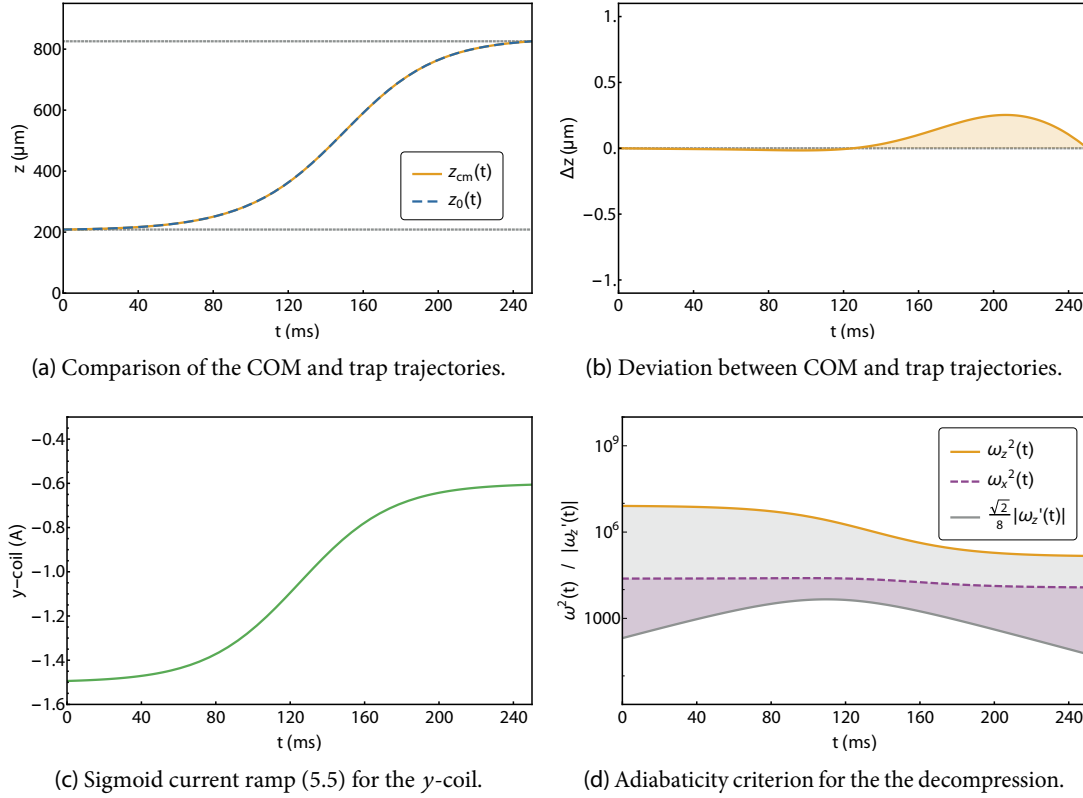 800
600
400
200
0
z (µm)
z_cm(t)
z_0(t)
0 40 80 120 160 200 240
t (ms)
(a) Comparison of the COM and trap trajectories.
1.
0.5
0.
−0.5
−1.
Δz (µm)
0 40 80 120 160 200 240
t (ms)
(b) Deviation between COM and trap trajectories.
−0.4
−0.6
−0.8
−1.0
−1.2
−1.4
−1.6
y−coil (A)
0 40 80 120 160 200 240
t (ms)
(c) Sigmoid current ramp (5.5) for the y-coil.
10^9
10^6
1000
ω^2(t) / |ω_z'(t)|
ω_z^2(t)
ω_x^2(t)
√2/8 |ω_z'(t)|
0 40 80 120 160 200 240
t (ms)
(d) Adiabaticity criterion for the the decompression.